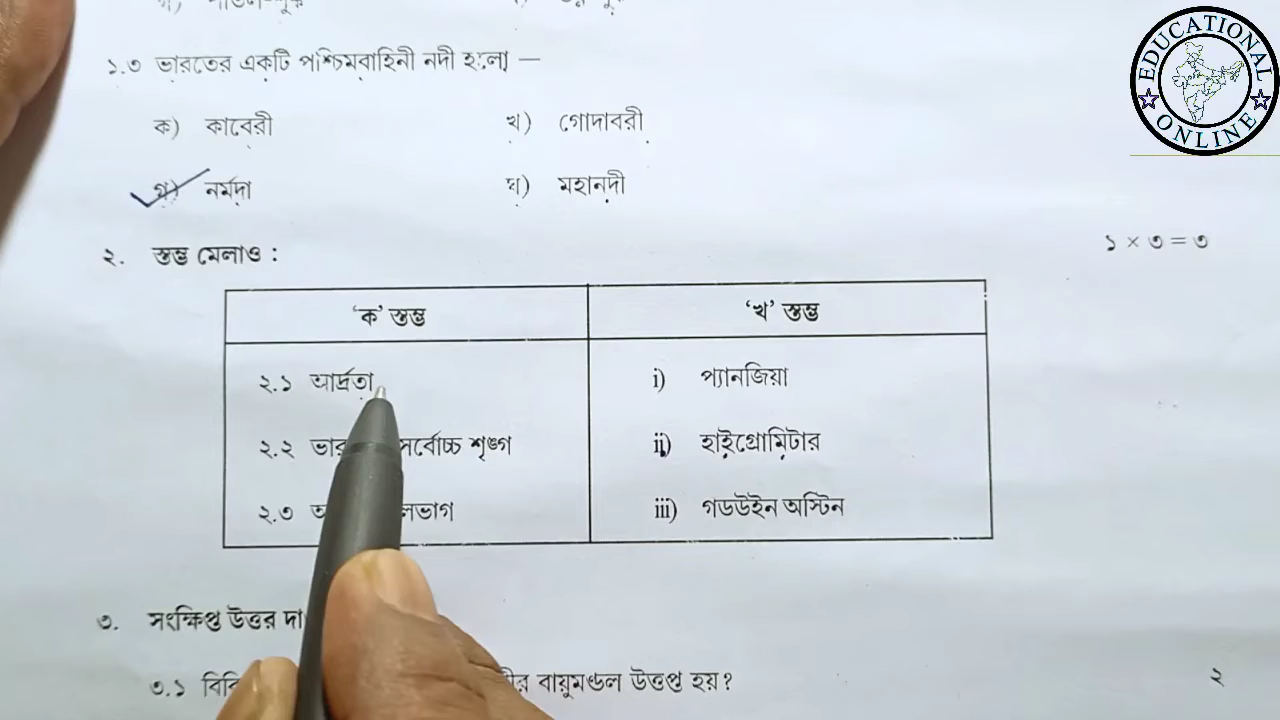 ১.৩ ভারতের একটি পশ্চিমবাহিনী নদী হলো —
ক) কাবেরী খ) গোদাবরী
গ) নর্মদা ঘ) মহানদী
২. স্তম্ভ মেলাও : ১ × ৩ = ৩
‘ক’ স্তম্ভ ‘খ’ স্তম্ভ
২.১ আর্দ্রতা i) প্যানজিয়া
২.২ সর্বোচ্চ শৃঙ্গ ii) হাইগ্রোমিটার
২.৩ iii) গডউইন অস্টিন
৩. সংক্ষিপ্ত উত্তর
৩.১ বায়ুমণ্ডল উত্তপ্ত হয়? ২
EDUCATIONAL ONLINE